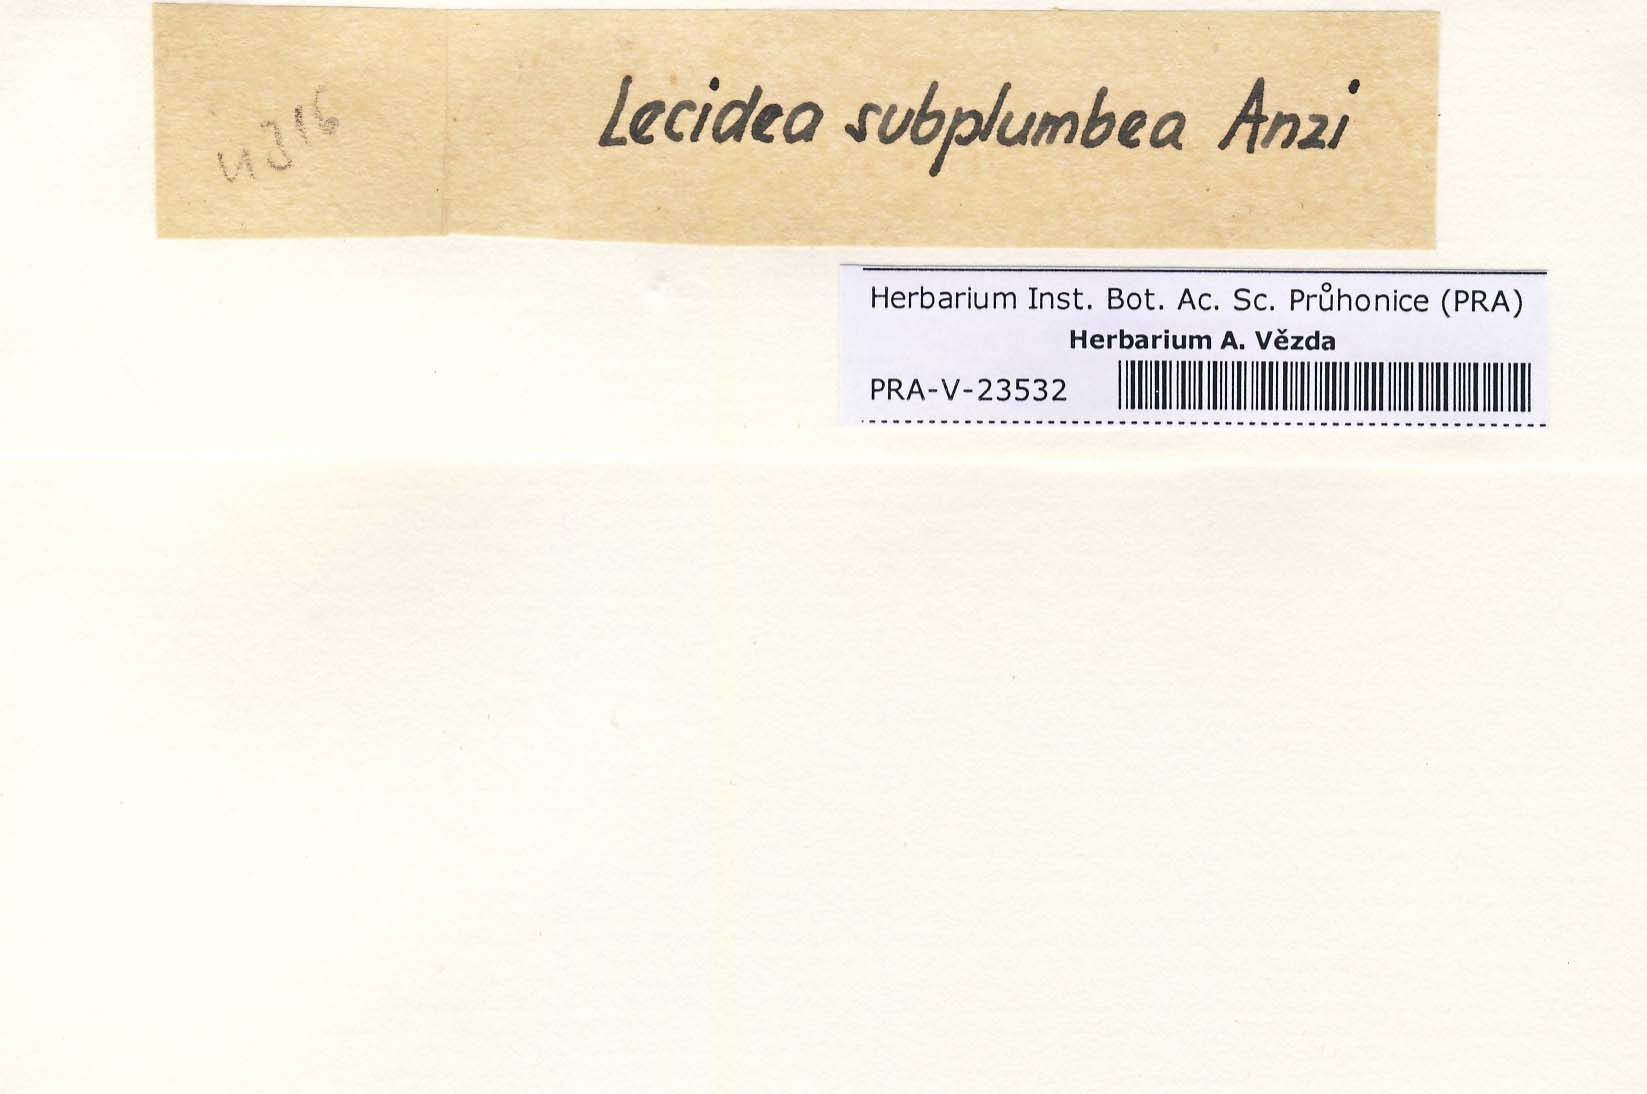 Lecidea subplumbea Anzi
Herbarium Inst. Bot. Ac. Sc. Průhonice (PRA)
Herbarium A. Vězda
PRA-V-23532